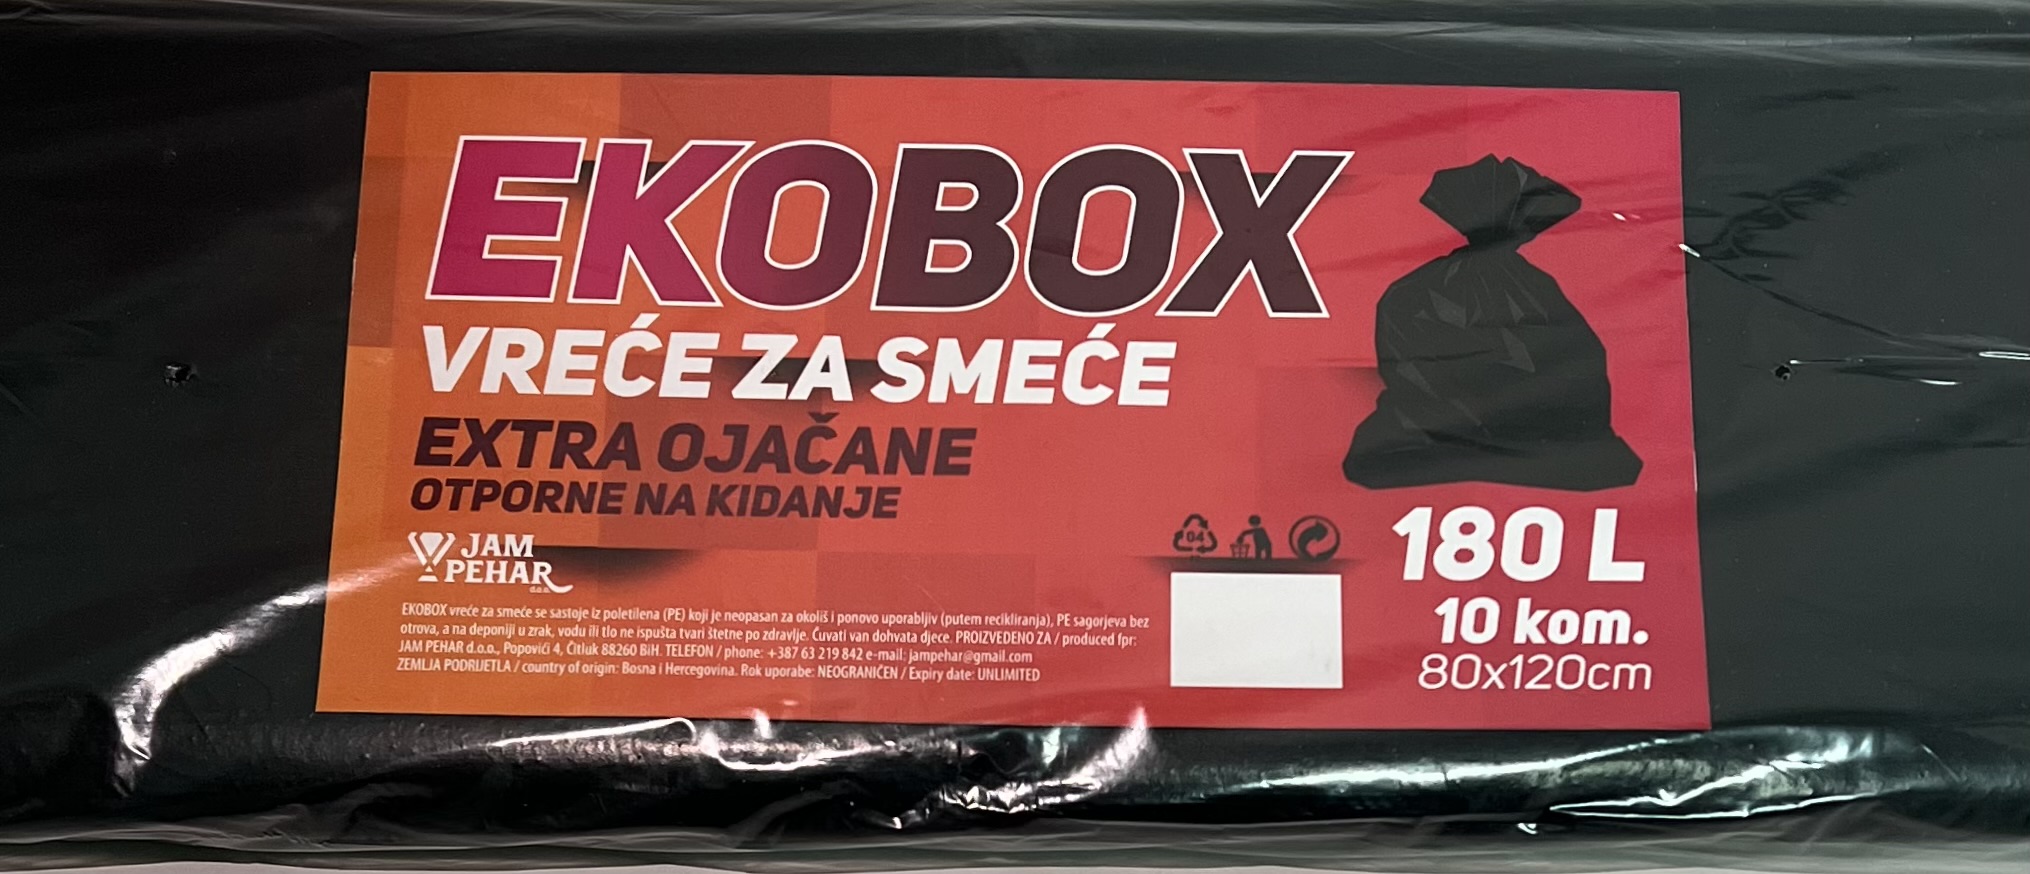 EKOBOX
VREĆE ZA SMEĆE
EXTRA OJAČANE
OTPORNE NA KIDANJE
JAM
PEHAR
d.o.o.
EKOBOX vreće za smeće se sastoje iz poletilena (PE) koji je neopasan za okoliš i ponovo uporabljiv (putem recikliranja), PE sagorjeva bez
otrova, a na deponiji u zrak, vodu ili tlo ne ispušta tvari štetne po zdravlje. Čuvati van dohvata djece. PROIZVEDENO ZA / produced fpr:
JAM PEHAR d.o.o., Popovići 4, Čitluk 88260 BiH. TELEFON / phone: +387 63 219 842 e-mail: jampehar@gmail.com
ZEMLJA PODRIJETLA / country of origin: Bosna i Hercegovina. Rok uporabe: NEOGRANIČEN / Expiry date: UNLIMITED
04
180 L
10 kom.
80x120cm